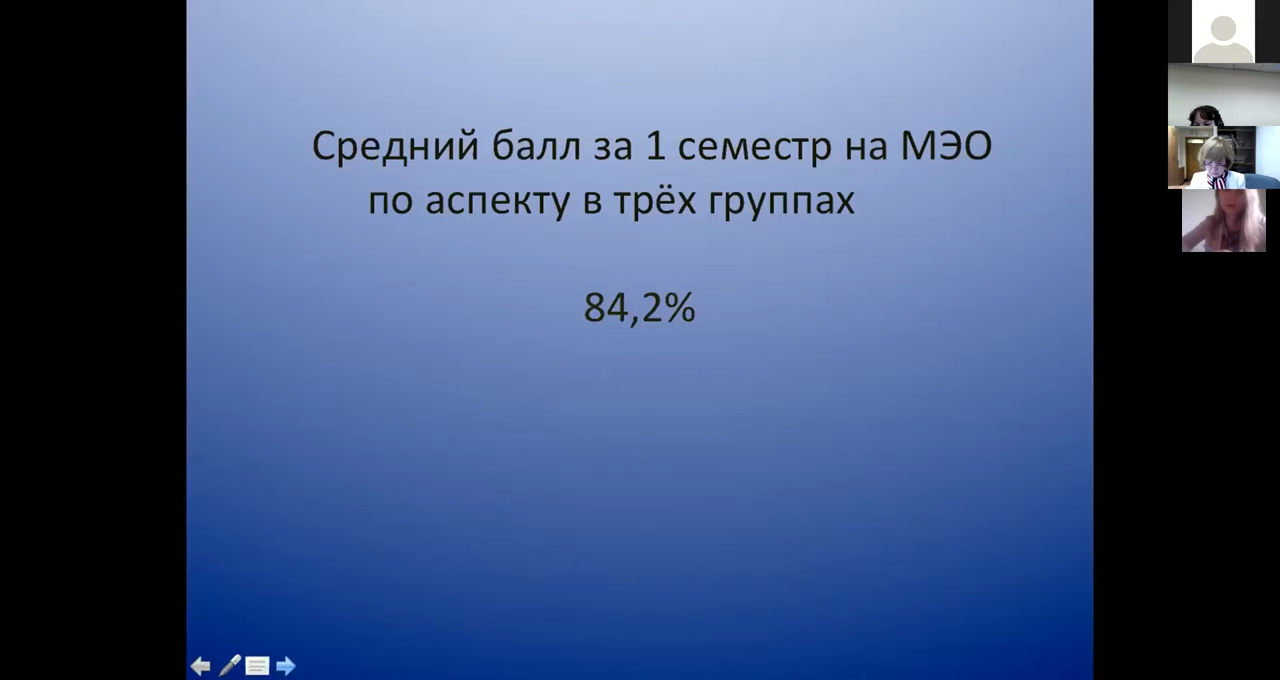 Средний балл за 1 семестр на МЭО
по аспекту в трёх группах
84,2%